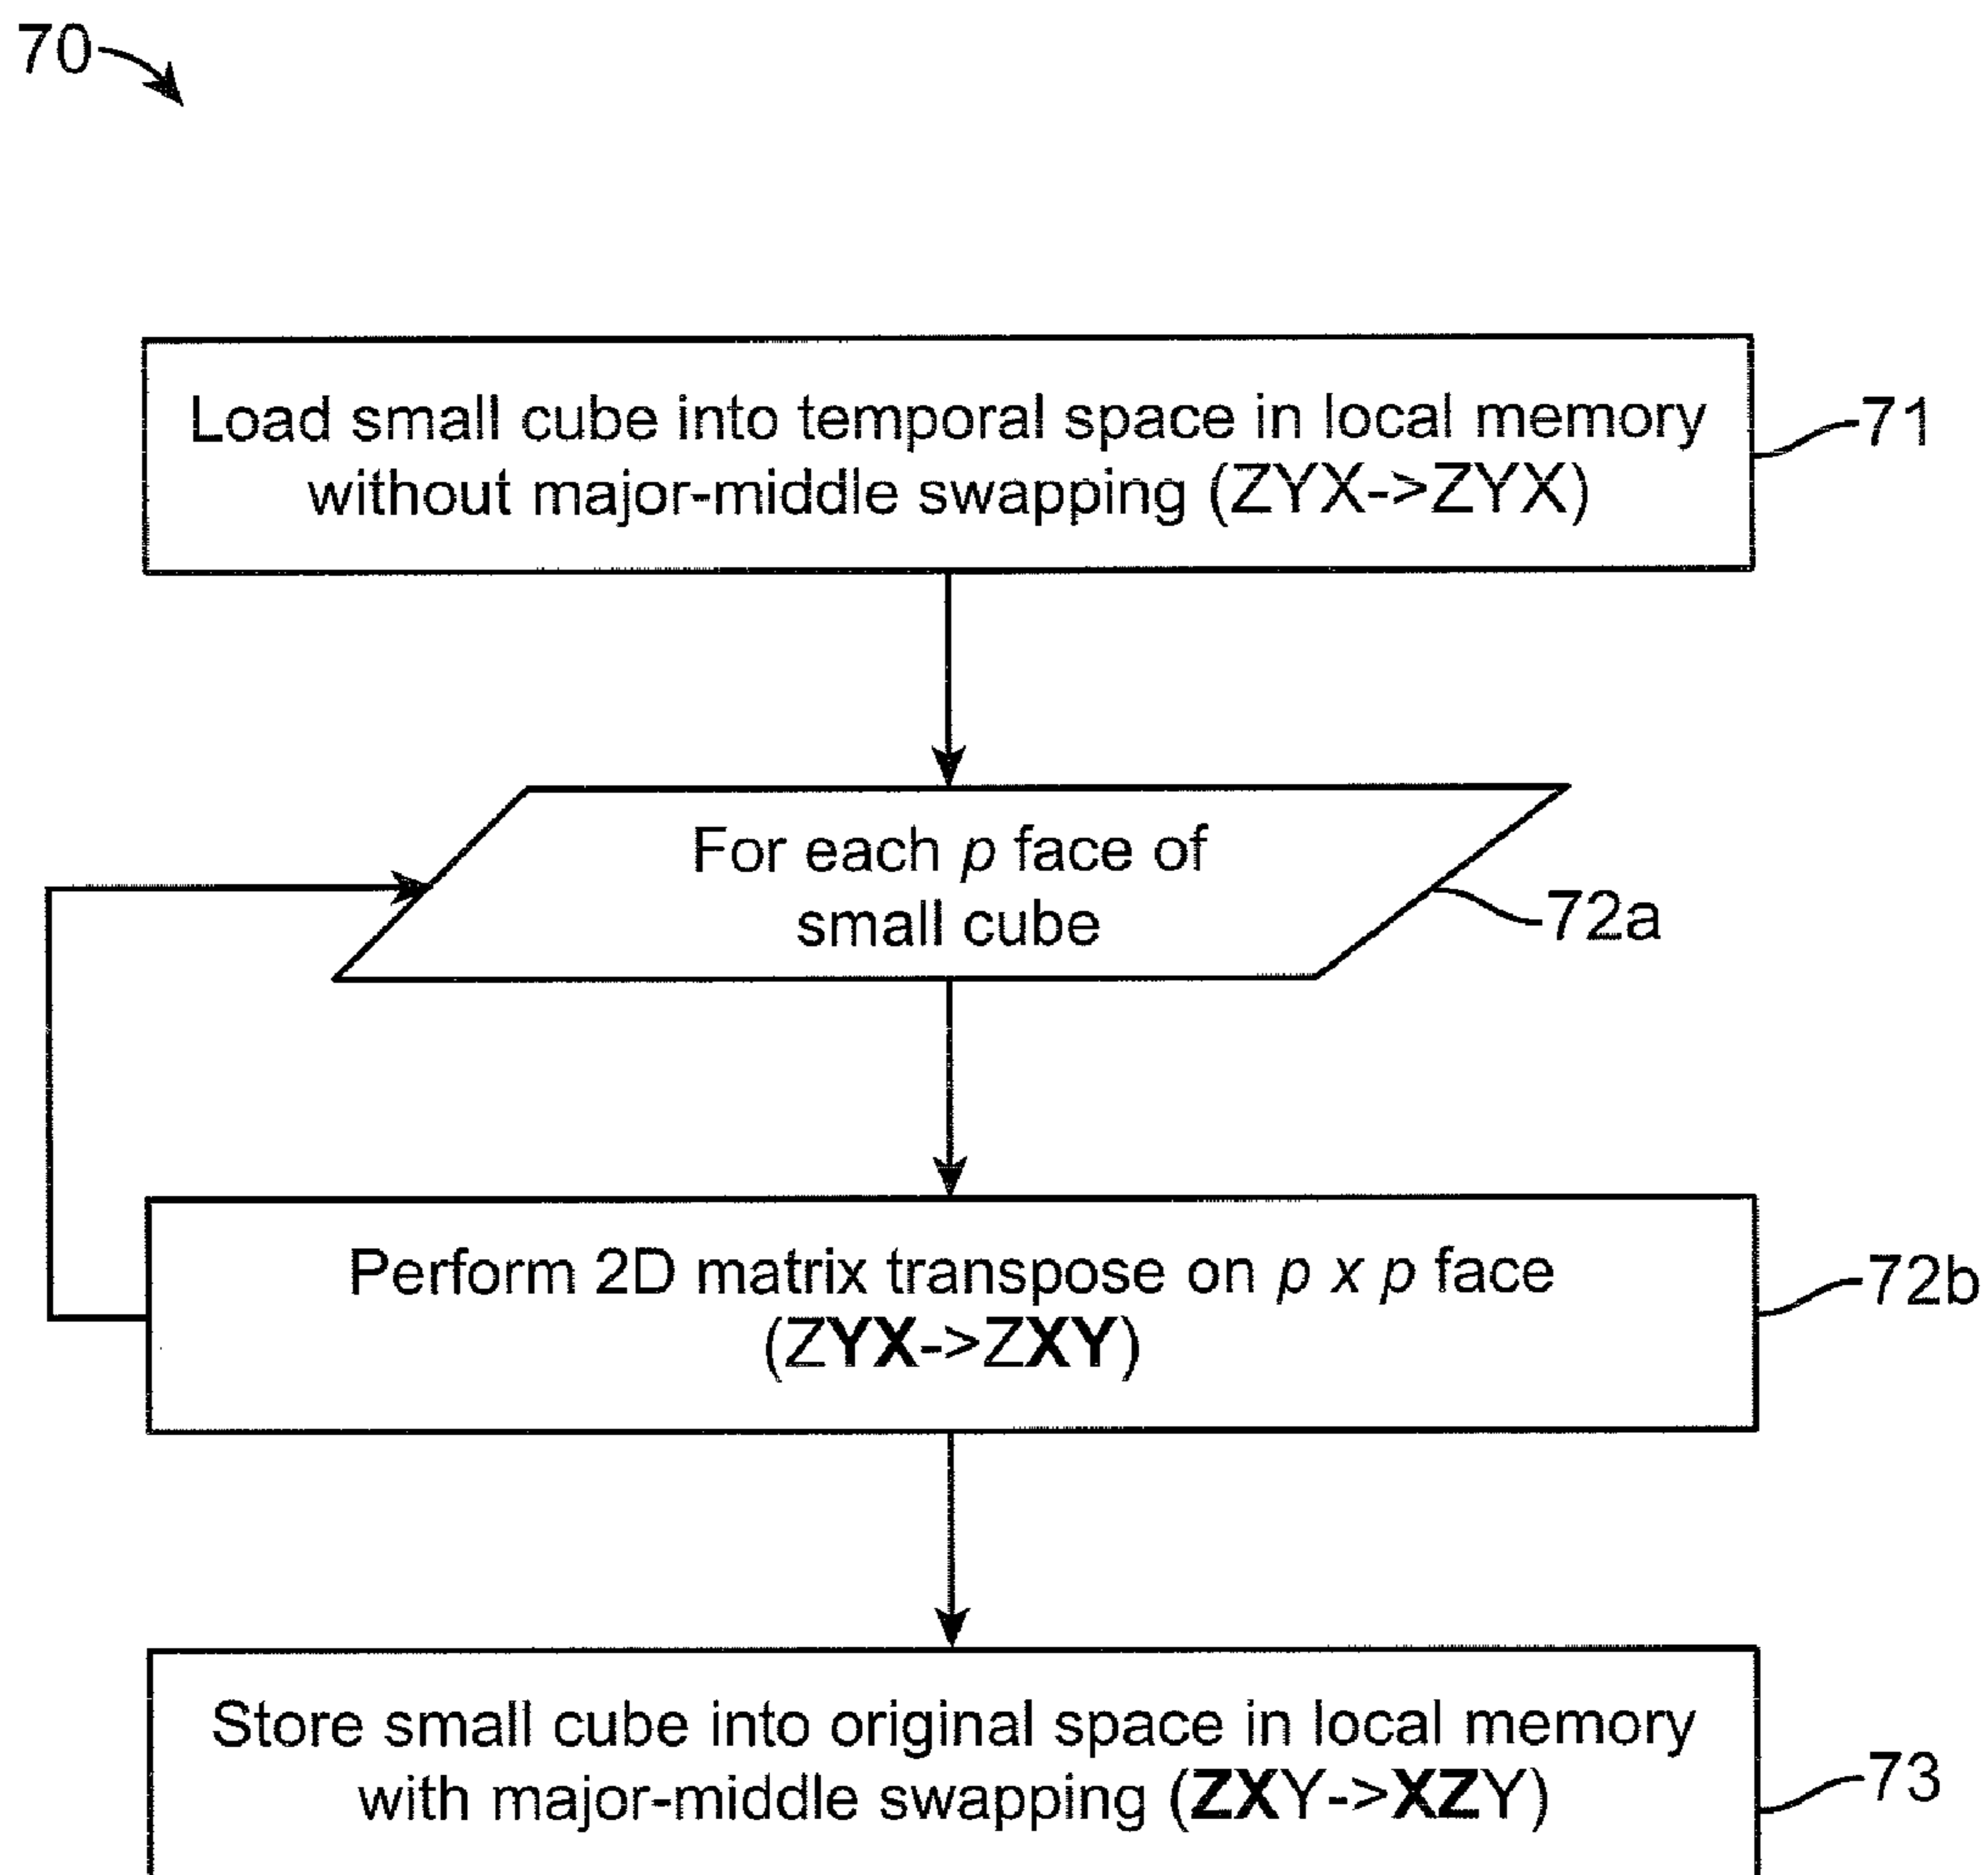 70
Load small cube into temporal space in local memory
without major-middle swapping (ZYX->ZYX)
71
For each p face of
small cube
72a
Perform 2D matrix transpose on p x p face
(ZYX->ZXY)
72b
Store small cube into original space in local memory
with major-middle swapping (ZXY->XZY)
73